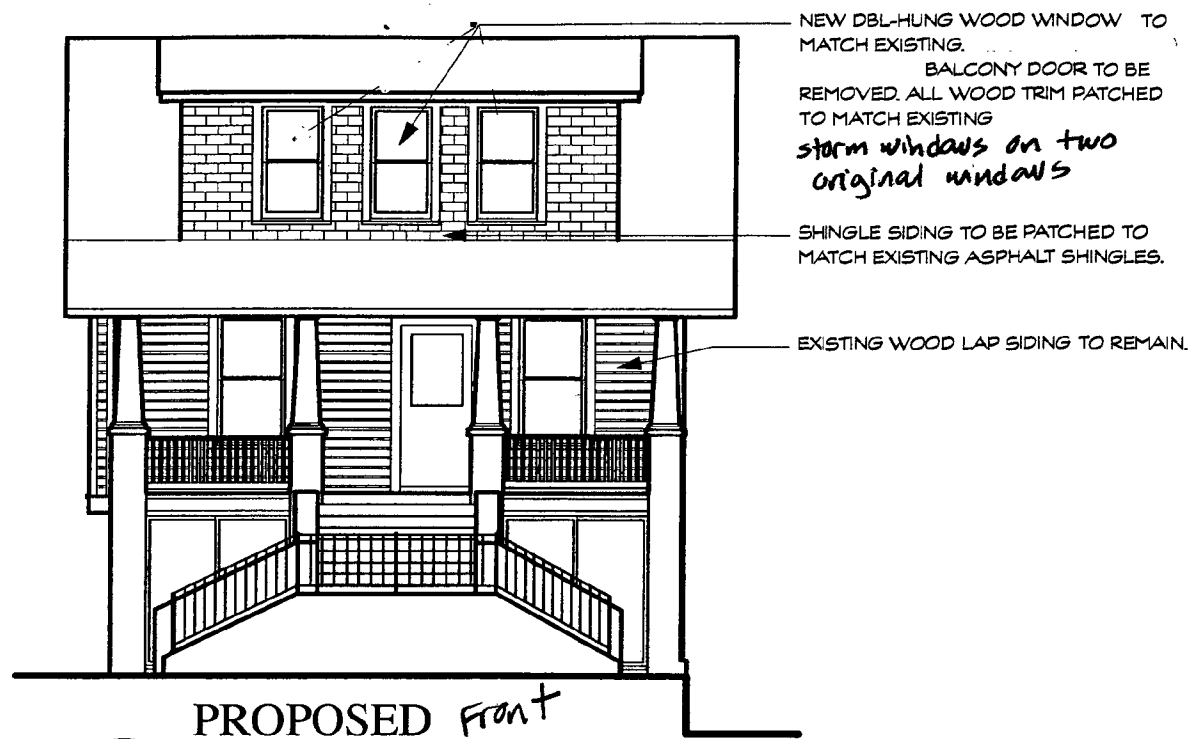 NEW DBL-HUNG WOOD WINDOW TO
MATCH EXISTING.
BALCONY DOOR TO BE
REMOVED. ALL WOOD TRIM PATCHED
TO MATCH EXISTING
storm windows on two
original windows
SHINGLE SIDING TO BE PATCHED TO
MATCH EXISTING ASPHALT SHINGLES.
EXISTING WOOD LAP SIDING TO REMAIN.
PROPOSED Front